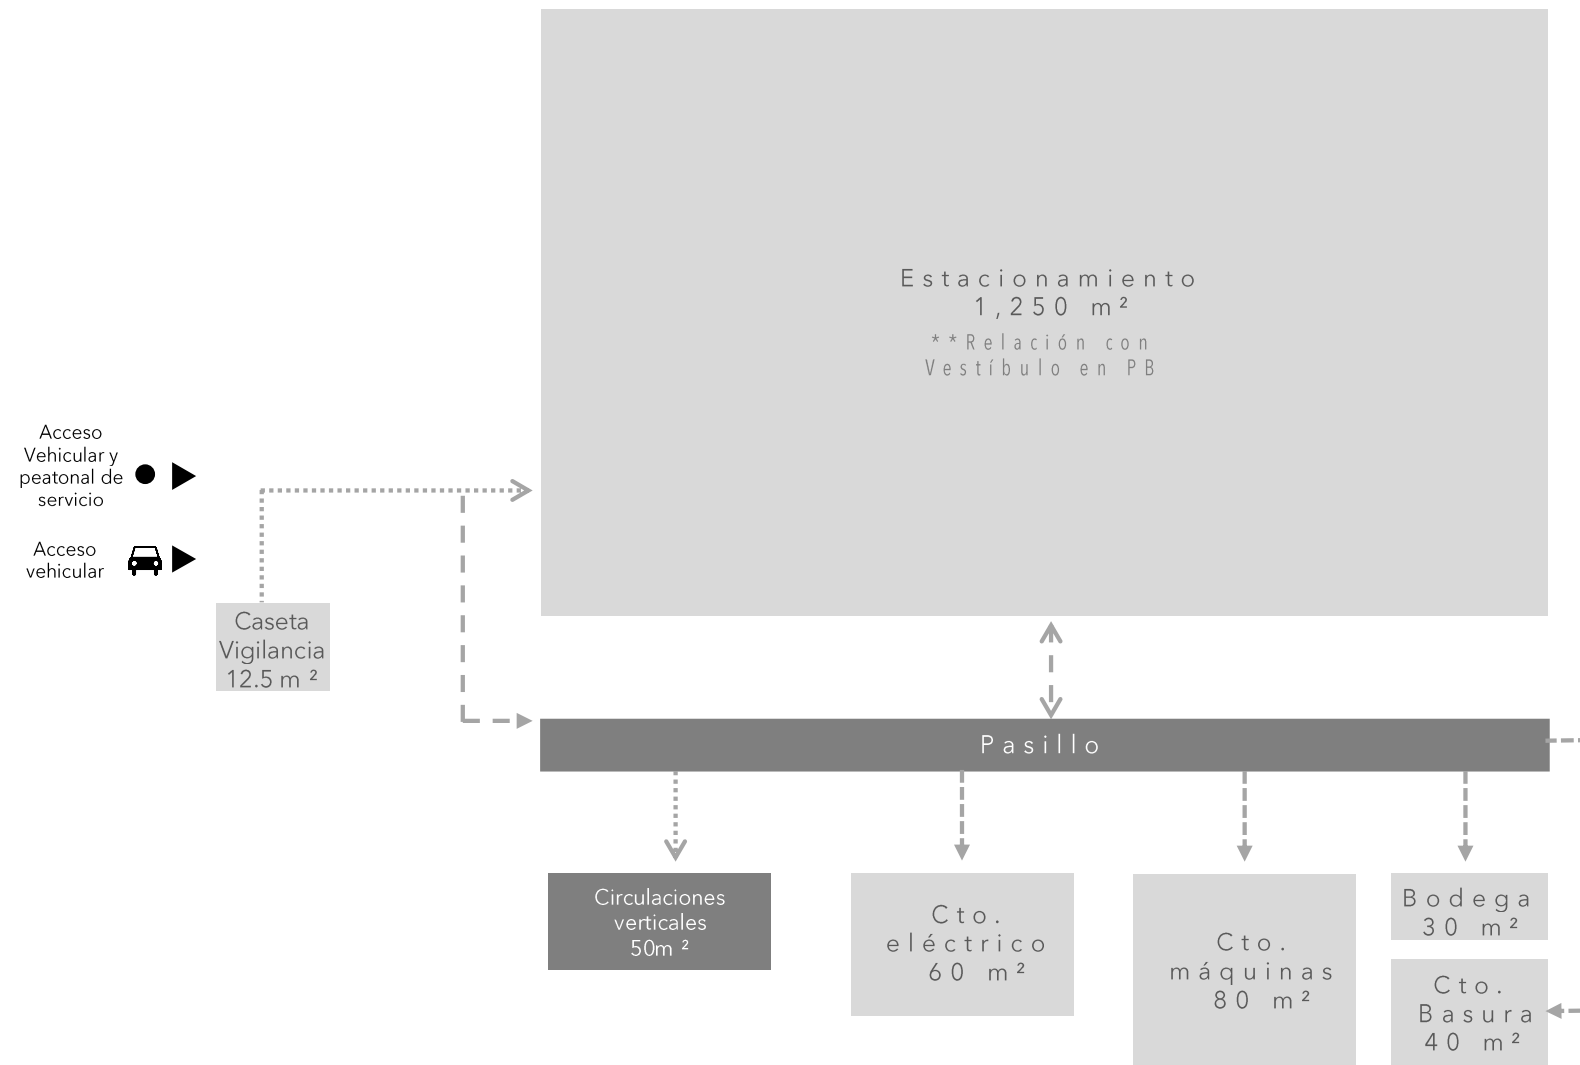 Estacionamiento
1,250 m²
**Relación con
Vestíbulo en PB
Acceso
Vehicular y
peatonal de
servicio
Acceso
vehicular
Caseta
Vigilancia
12.5 m ²
Pasillo
Circulaciones
verticales
50m ²
Cto.
eléctrico
60 m²
Cto.
máquinas
80 m²
Bodega
30 m²
Cto.
Basura
40 m²